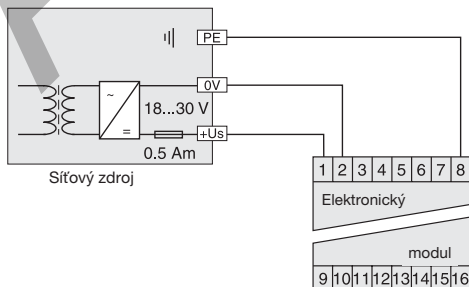 PE
0V
~
18...30 V
=
+Us
0.5 Am
Síťový zdroj
1 2 3 4 5 6 7 8
Elektronický
modul
9 10 11 12 13 14 15 16